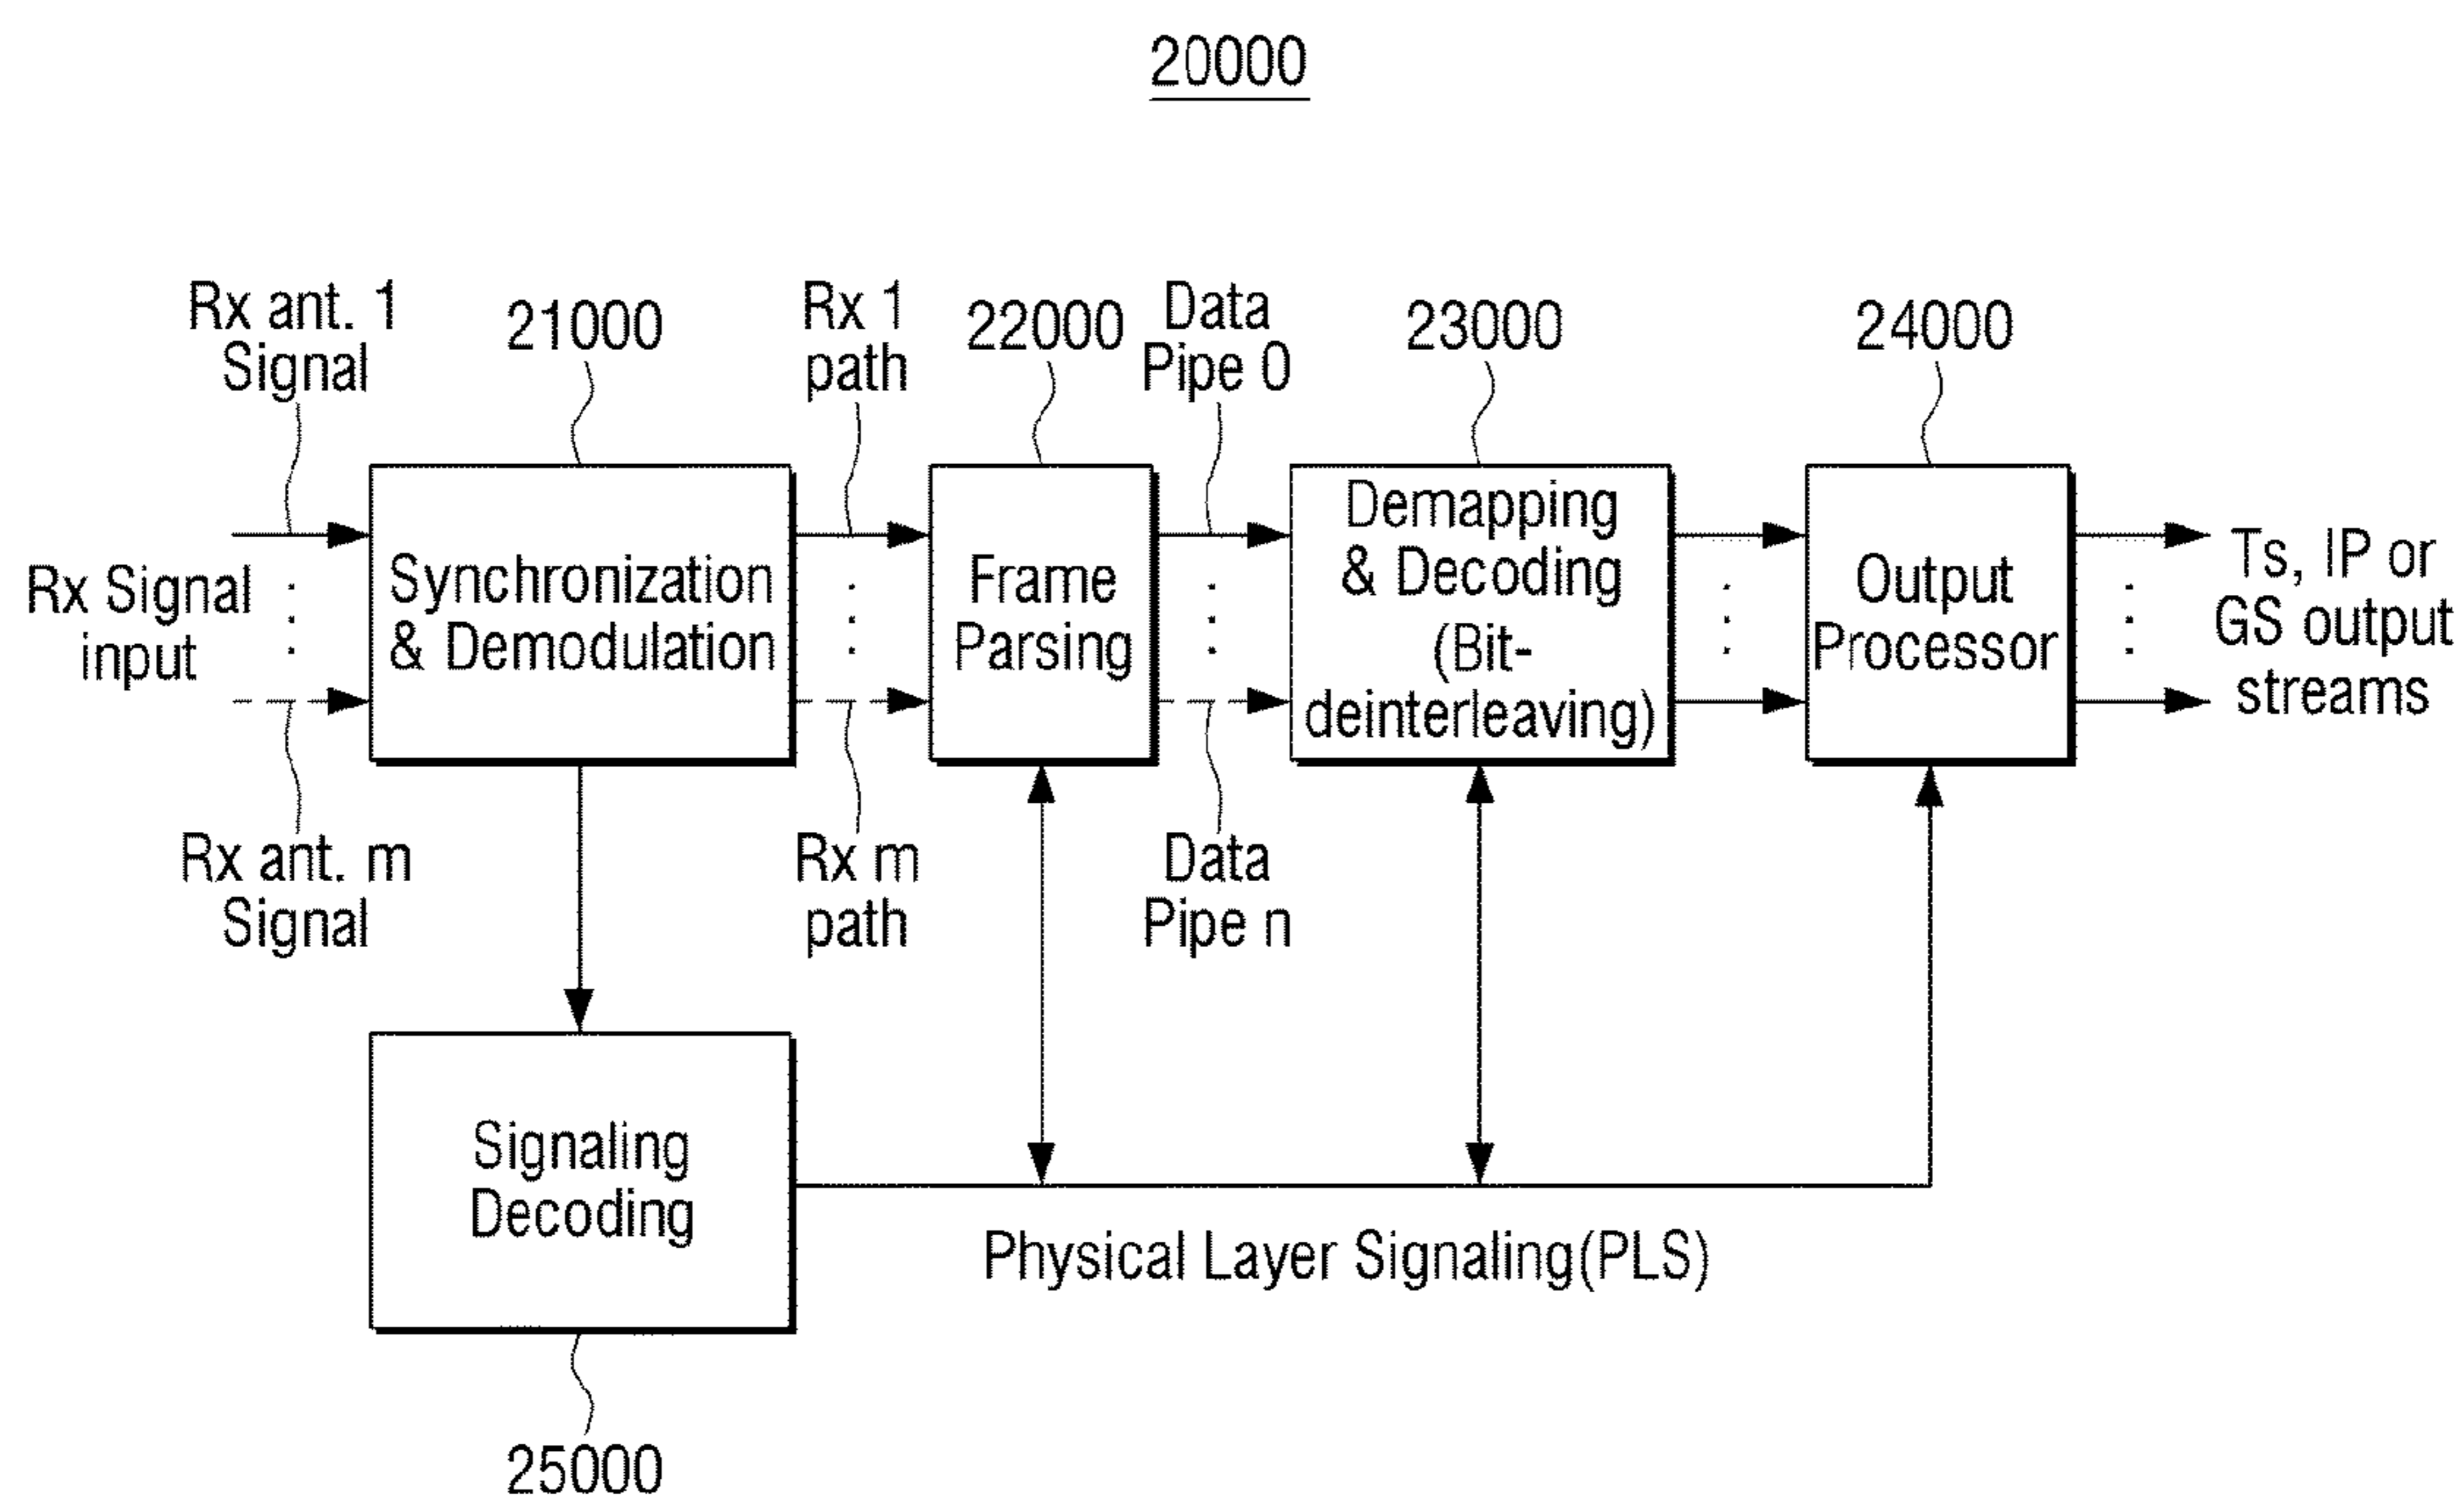 20000
Rx ant. 1
Signal
21000
Rx 1
path
22000
Data
Pipe 0
23000
24000
Rx Signal
input
Synchronization
& Demodulation
Frame
Parsing
Demapping
& Decoding
(Bit-
deinterleaving)
Output
Processor
Ts, IP or
GS output
streams
Rx ant. m
Signal
Rx m
path
Data
Pipe n
Signaling
Decoding
Physical Layer Signaling(PLS)
25000